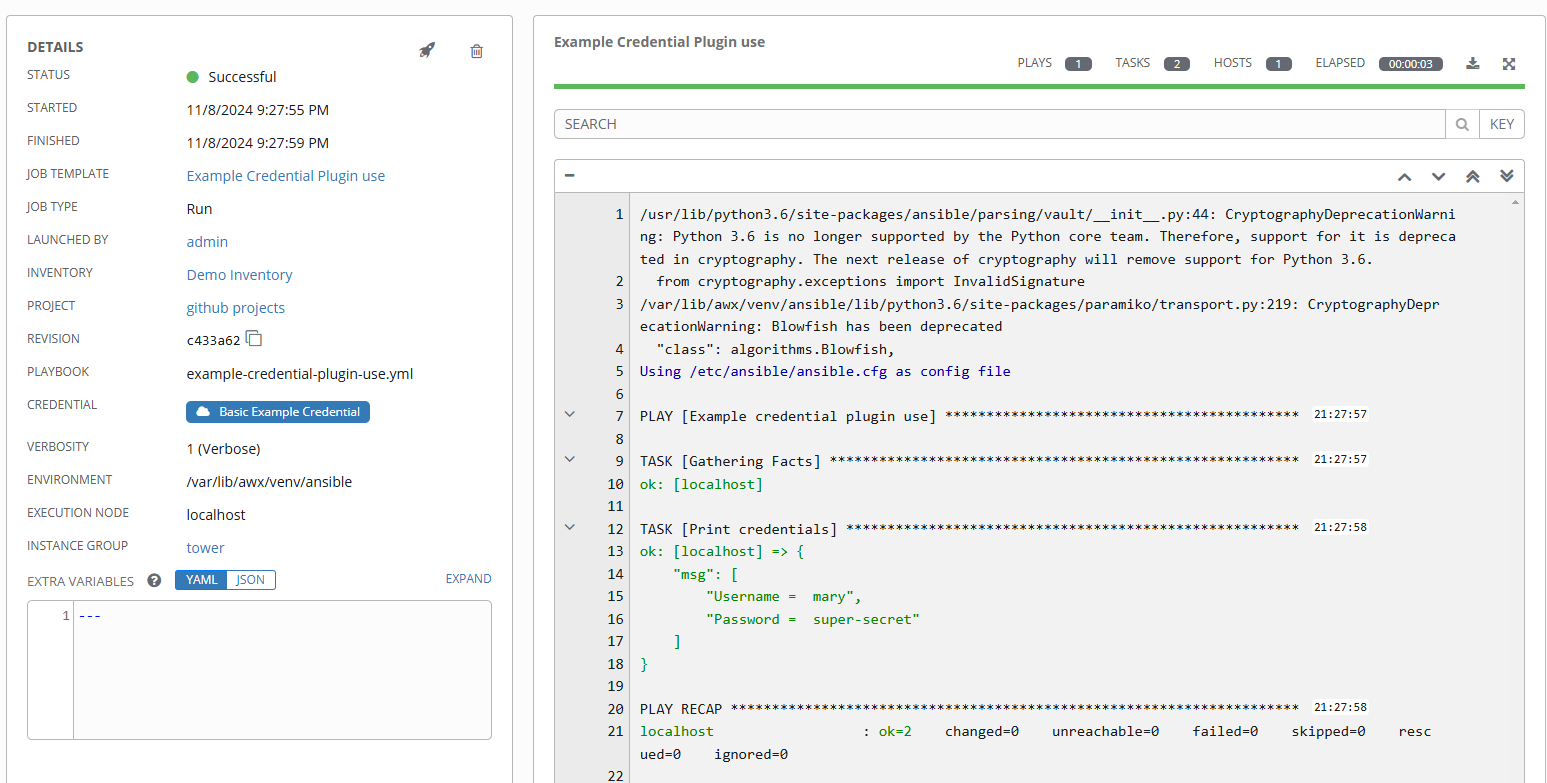 DETAILS
STATUS
Successful
STARTED
11/8/2024 9:27:55 PM
FINISHED
11/8/2024 9:27:59 PM
JOB TEMPLATE
Example Credential Plugin use
JOB TYPE
Run
LAUNCHED BY
admin
INVENTORY
Demo Inventory
PROJECT
github projects
REVISION
c433a62
PLAYBOOK
example-credential-plugin-use.yml
CREDENTIAL
Basic Example Credential
VERBOSITY
1 (Verbose)
ENVIRONMENT
/var/lib/awx/venv/ansible
EXECUTION NODE
localhost
INSTANCE GROUP
tower
EXTRA VARIABLES ? YAML JSON EXPAND
1 ---
Example Credential Plugin use
PLAYS 1 TASKS 2 HOSTS 1 ELAPSED 00:00:03
SEARCH KEY
1 /usr/lib/python3.6/site-packages/ansible/parsing/vault/__init__.py:44: CryptographyDeprecationWarni
ng: Python 3.6 is no longer supported by the Python core team. Therefore, support for it is depreca
ted in cryptography. The next release of cryptography will remove support for Python 3.6.
2   from cryptography.exceptions import InvalidSignature
3 /var/lib/awx/venv/ansible/lib/python3.6/site-packages/paramiko/transport.py:219: CryptographyDepr
ecationWarning: Blowfish has been deprecated
4   "class": algorithms.Blowfish,
5 Using /etc/ansible/ansible.cfg as config file
6
7 PLAY [Example credential plugin use] ******************************************* 21:27:57
8
9 TASK [Gathering Facts] ********************************************************* 21:27:57
10 ok: [localhost]
11
12 TASK [Print credentials] ******************************************************* 21:27:58
13 ok: [localhost] => {
14     "msg": [
15         "Username =  mary",
16         "Password =  super-secret"
17     ]
18 }
19
20 PLAY RECAP ********************************************************************* 21:27:58
21 localhost                  : ok=2    changed=0    unreachable=0    failed=0    skipped=0    resc
ued=0    ignored=0
22